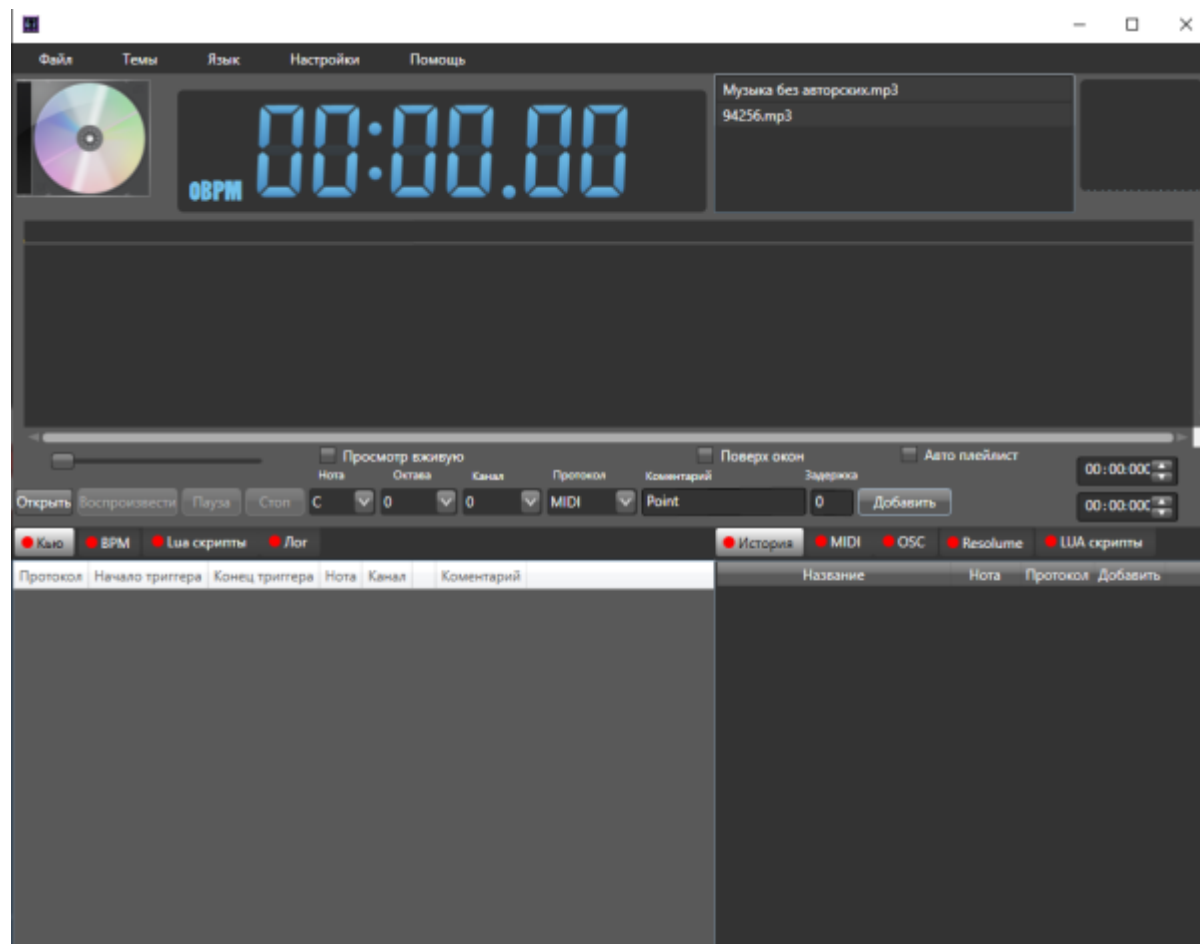 Файл Темы Язык Настройки Помощь
0BPM 00:00.00
Музыка без авторских.mp3
94256.mp3
Просмотр вживую Поверх окон Авто плейлист
Нота Октава Канал Протокол Коментарий Задержка
00:00:00
Открыть Воспроизвести Пауза Стоп C 0 0 MIDI Point 0 Добавить
00:00:00
Кью BPM Lua скрипты Лог
История MIDI OSC Resolume LUA скрипты
Протокол Начало триггера Конец триггера Нота Канал Коментарий
Название Нота Протокол Добавить